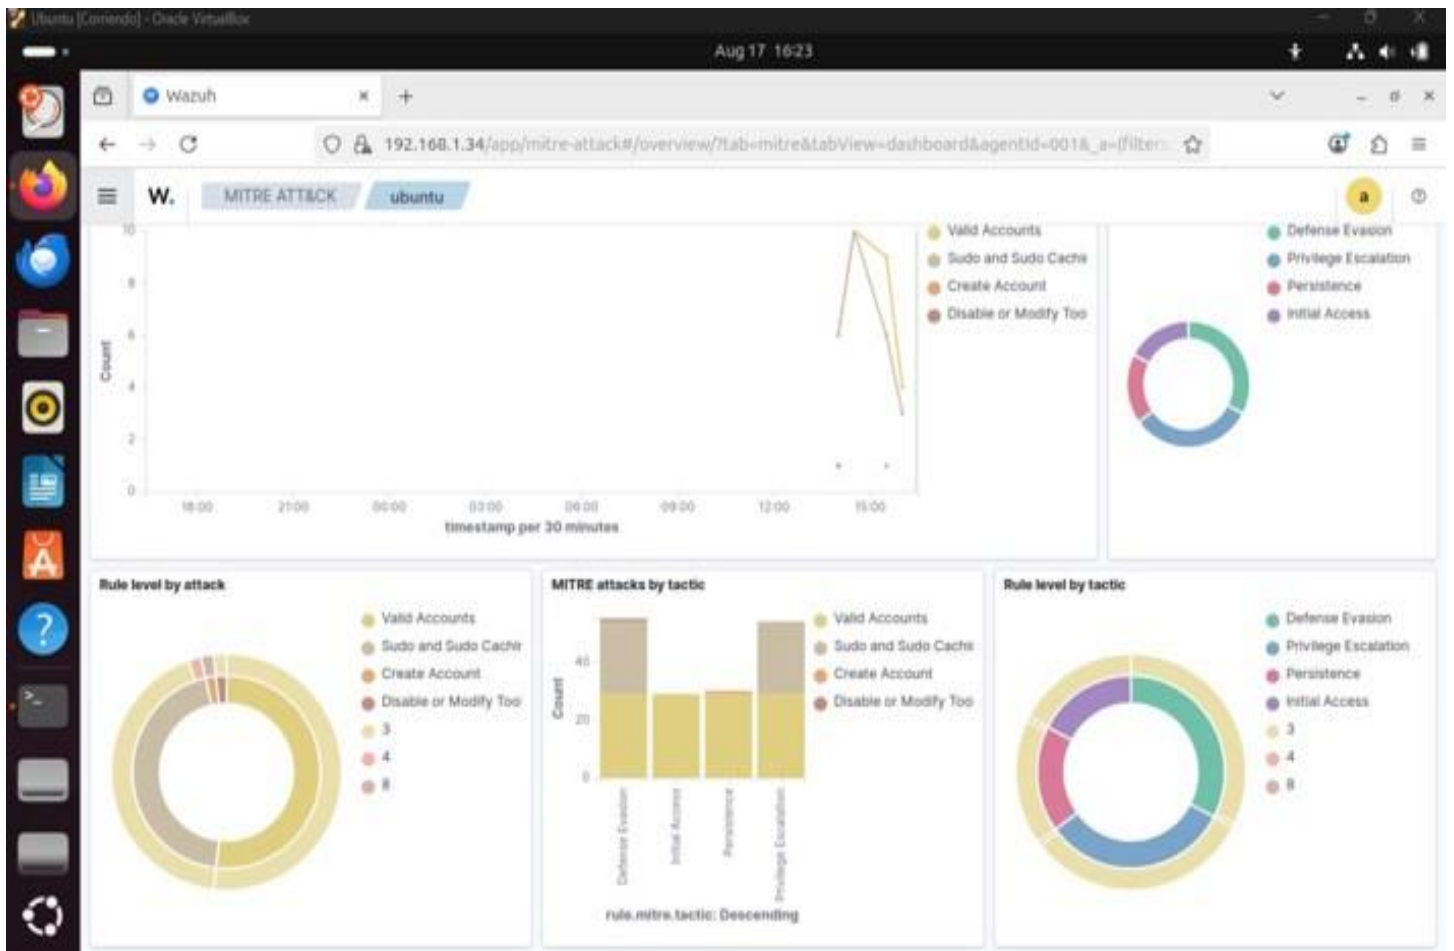 Ubuntu [Corriendo] - Oracle VirtualBox
Aug 17 16:23
Wazuh
192.168.1.34/app/mitre-attack#/overview/?tab=mitre&tabView=dashboard&agentId=001&_a=(filters
W. MITRE ATT&CK ubuntu a
10
8
6
4
2
0
Count
18:00 21:00 00:00 03:00 06:00 09:00 12:00 15:00
timestamp per 30 minutes
Valid Accounts
Sudo and Sudo Cachin
Create Account
Disable or Modify Too
Defense Evasion
Privilege Escalation
Persistence
Initial Access
Rule level by attack
Valid Accounts
Sudo and Sudo Cachin
Create Account
Disable or Modify Too
3
4
8
MITRE attacks by tactic
40
20
0
Count
Defense Evasion
Initial Access
Persistence
Privilege Escalation
rule.mitre.tactic: Descending
Valid Accounts
Sudo and Sudo Cachin
Create Account
Disable or Modify Too
Rule level by tactic
Defense Evasion
Privilege Escalation
Persistence
Initial Access
3
4
8